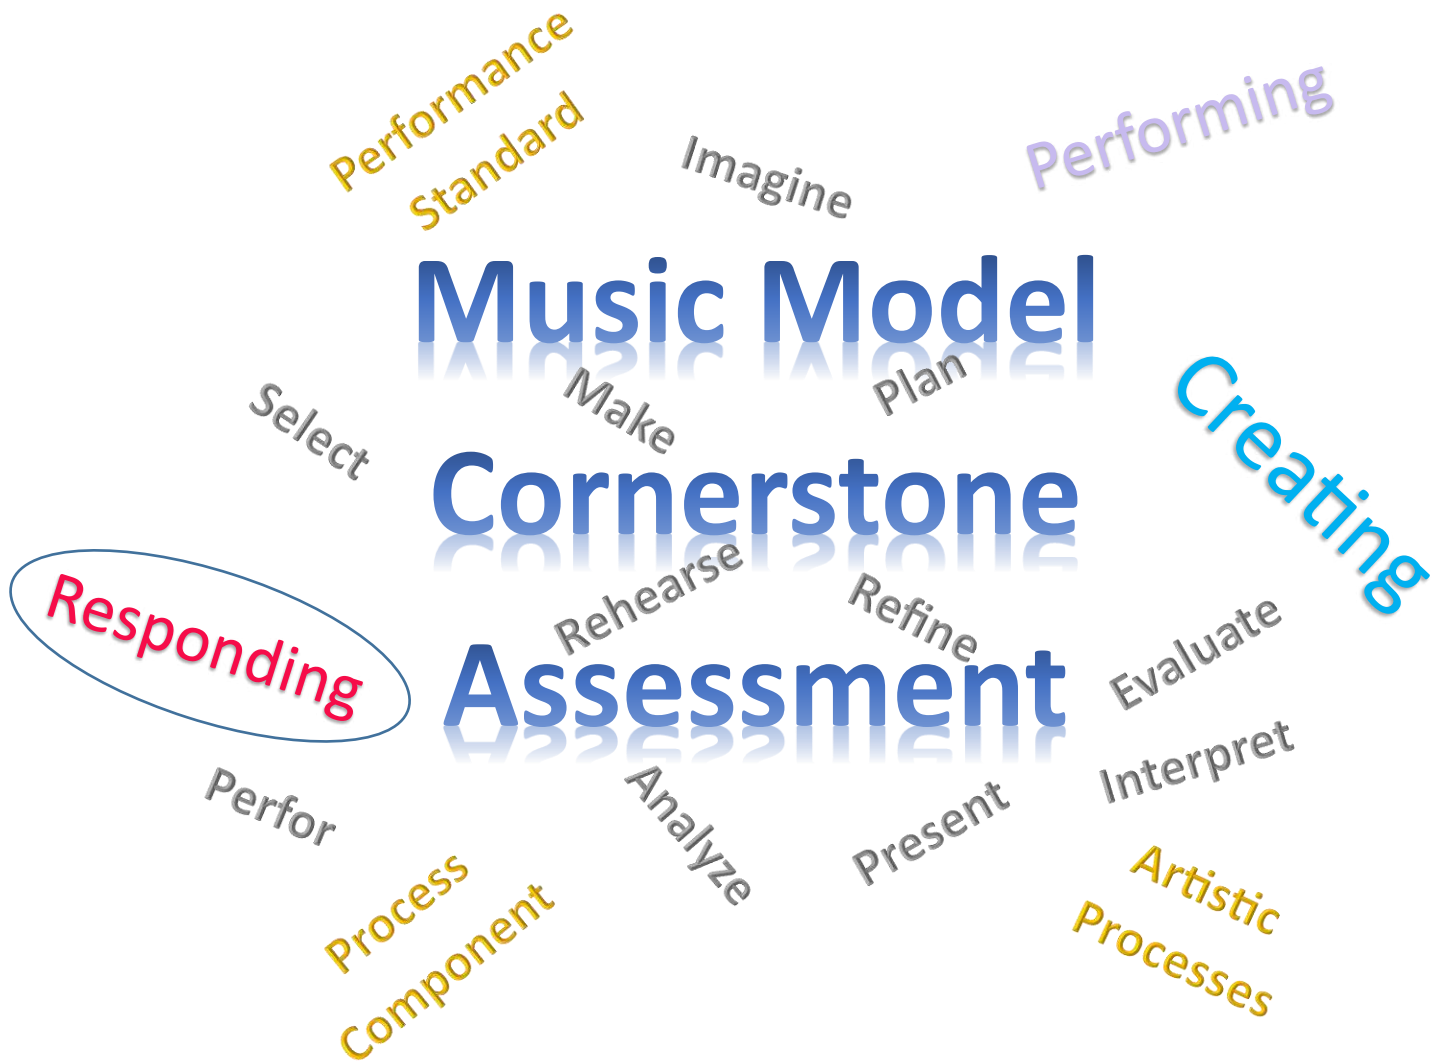 Performance
Standard
Imagine
Performing
Music Model
Select
Make
Plan
Creating
Cornerstone
Responding
Rehearse
Refine
Evaluate
Assessment
Interpret
Perfor
Analyze
Present
Process
Component
Artistic
Processes